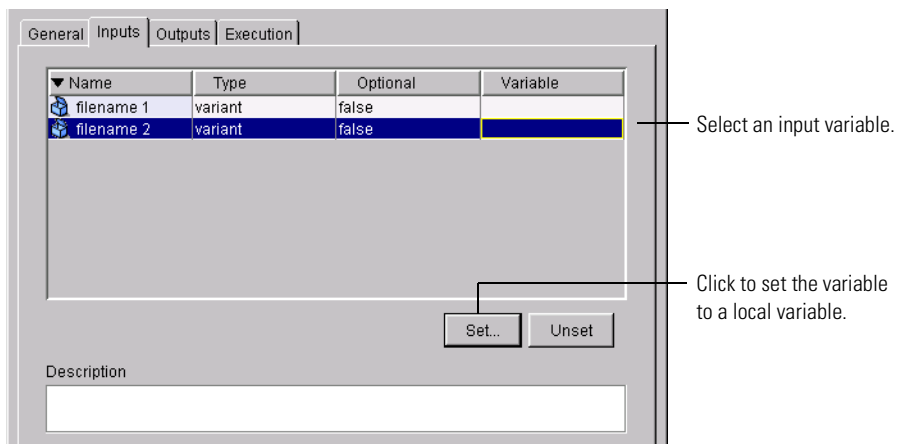 General Inputs Outputs Execution
▼ Name Type Optional Variable
filename 1 variant false
filename 2 variant false
Select an input variable.
Click to set the variable
to a local variable.
Set... Unset
Description